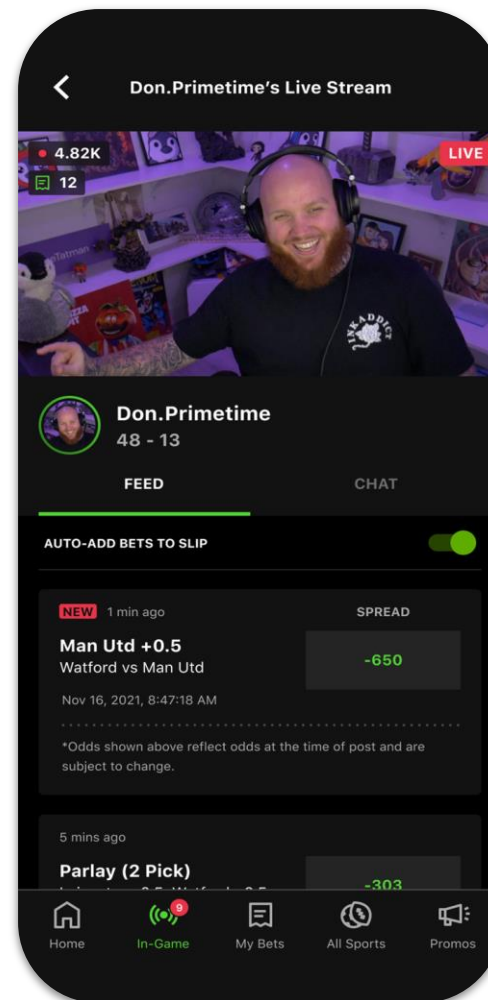 Don.Primetime's Live Stream
4.82K
LIVE
12
eTatman
INKADDICT
Don.Primetime
48 - 13
FEED
CHAT
AUTO-ADD BETS TO SLIP
NEW 1 min ago
SPREAD
Man Utd +0.5
-650
Watford vs Man Utd
Nov 16, 2021, 8:47:18 AM
*Odds shown above reflect odds at the time of post and are
subject to change.
5 mins ago
Parlay (2 Pick)
-303
9
Home
In-Game
My Bets
All Sports
Promos